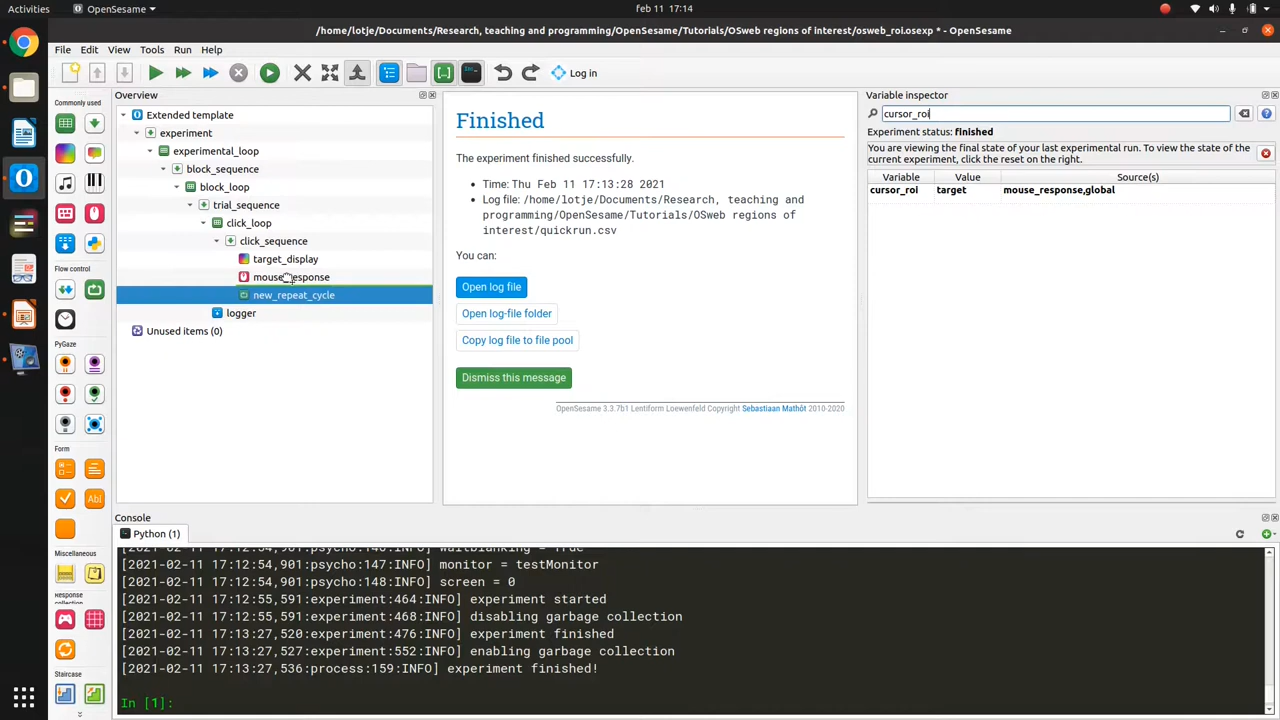 Activities
OpenSesame
feb 11 17:14
/home/lotje/Documents/Research, teaching and programming/OpenSesame/Tutorials/OSweb regions of interest/osweb_roi.osexp * - OpenSesame
File Edit View Tools Run Help
Log in
Commonly used
Flow control
PyGaze
Form
Miscellaneous
Response
Staircase
Overview
Extended template
experiment
experimental_loop
block_sequence
block_loop
trial_sequence
click_loop
click_sequence
target_display
mouse_response
new_repeat_cycle
logger
Unused items (0)
Finished
The experiment finished successfully.
Time: Thu Feb 11 17:13:28 2021
Log file: /home/lotje/Documents/Research, teaching and
programming/OpenSesame/Tutorials/OSweb regions of
interest/quickrun.csv
You can:
Open log file
Open log-file folder
Copy log file to file pool
Dismiss this message
OpenSesame 3.3.7b1 Lentiform Loewenfeld Copyright Sebastiaan Mathôt 2010-2020
Variable inspector
cursor_roi
Experiment status: finished
You are viewing the final state of your last experimental run. To view the state of the
current experiment, click the reset on the right.
Variable Value Source(s)
cursor_roi target mouse_response,global
Console
Python (1)
[2021-02-11 17:12:54,901:psycho:146:INFO] waitblanking = True
[2021-02-11 17:12:54,901:psycho:147:INFO] monitor = testMonitor
[2021-02-11 17:12:54,901:psycho:148:INFO] screen = 0
[2021-02-11 17:12:55,591:experiment:464:INFO] experiment started
[2021-02-11 17:12:55,591:experiment:468:INFO] disabling garbage collection
[2021-02-11 17:13:27,520:experiment:476:INFO] experiment finished
[2021-02-11 17:13:27,527:experiment:552:INFO] enabling garbage collection
[2021-02-11 17:13:27,536:process:159:INFO] experiment finished!
In [1]: